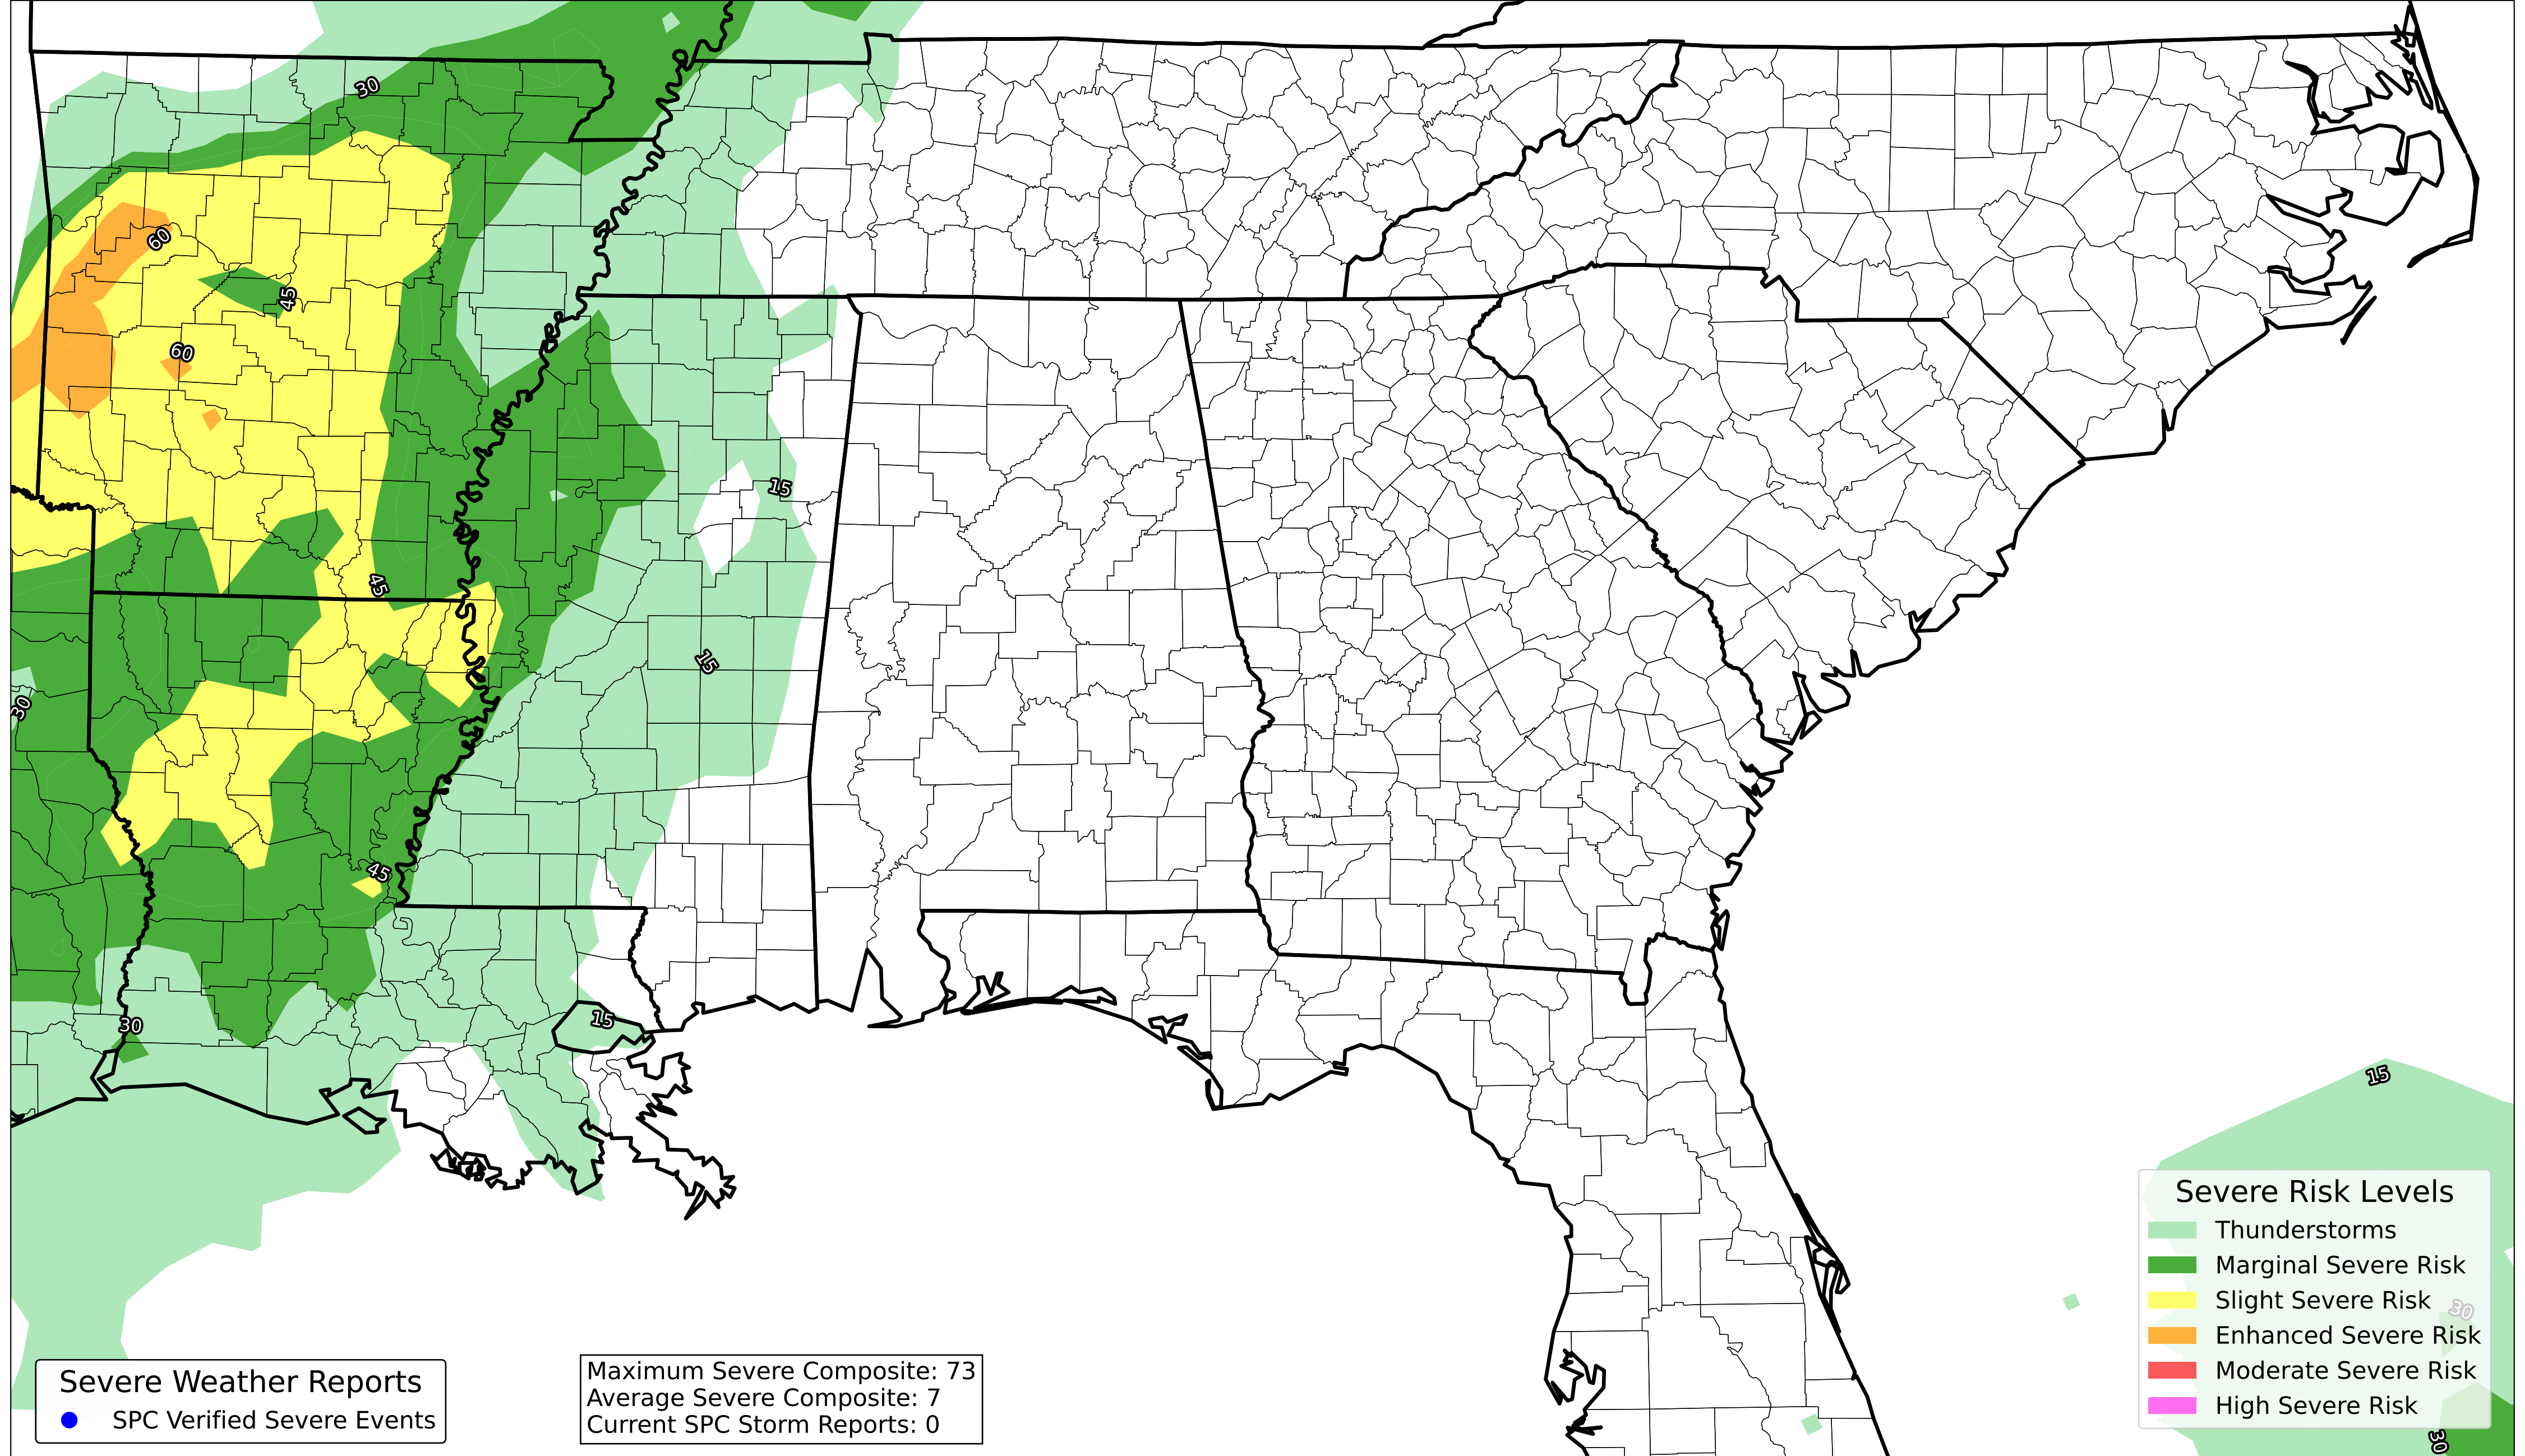 30
60
45
60
15
45
15
30
45
30
15
15
Severe Risk Levels
Thunderstorms
Marginal Severe Risk
Slight Severe Risk
30
Enhanced Severe Risk
Moderate Severe Risk
High Severe Risk
30
Severe Weather Reports
SPC Verified Severe Events
Maximum Severe Composite: 73
Average Severe Composite: 7
Current SPC Storm Reports: 0